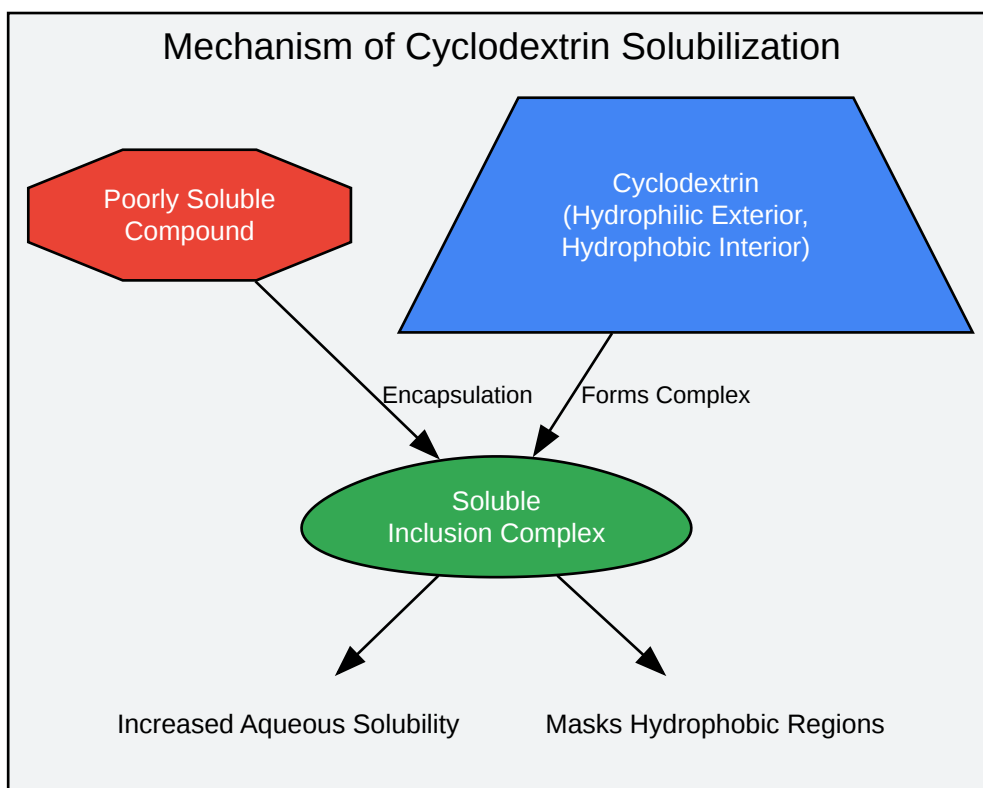 Mechanism of Cyclodextrin Solubilization
Poorly Soluble
Compound
Cyclodextrin
(Hydrophilic Exterior,
Hydrophobic Interior)
Encapsulation
Forms Complex
Soluble
Inclusion Complex
Increased Aqueous Solubility
Masks Hydrophobic Regions